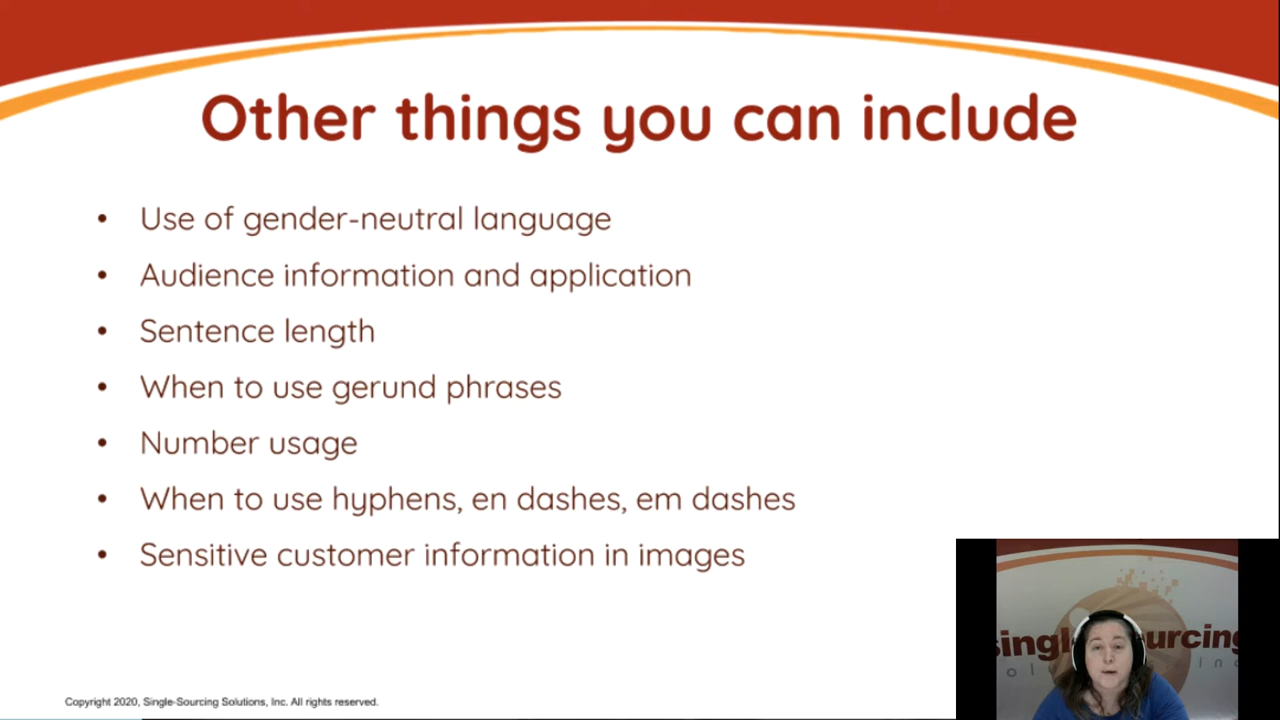 Other things you can include
• Use of gender-neutral language
• Audience information and application
• Sentence length
• When to use gerund phrases
• Number usage
• When to use hyphens, en dashes, em dashes
• Sensitive customer information in images
Copyright 2020, Single-Sourcing Solutions, Inc. All rights reserved.